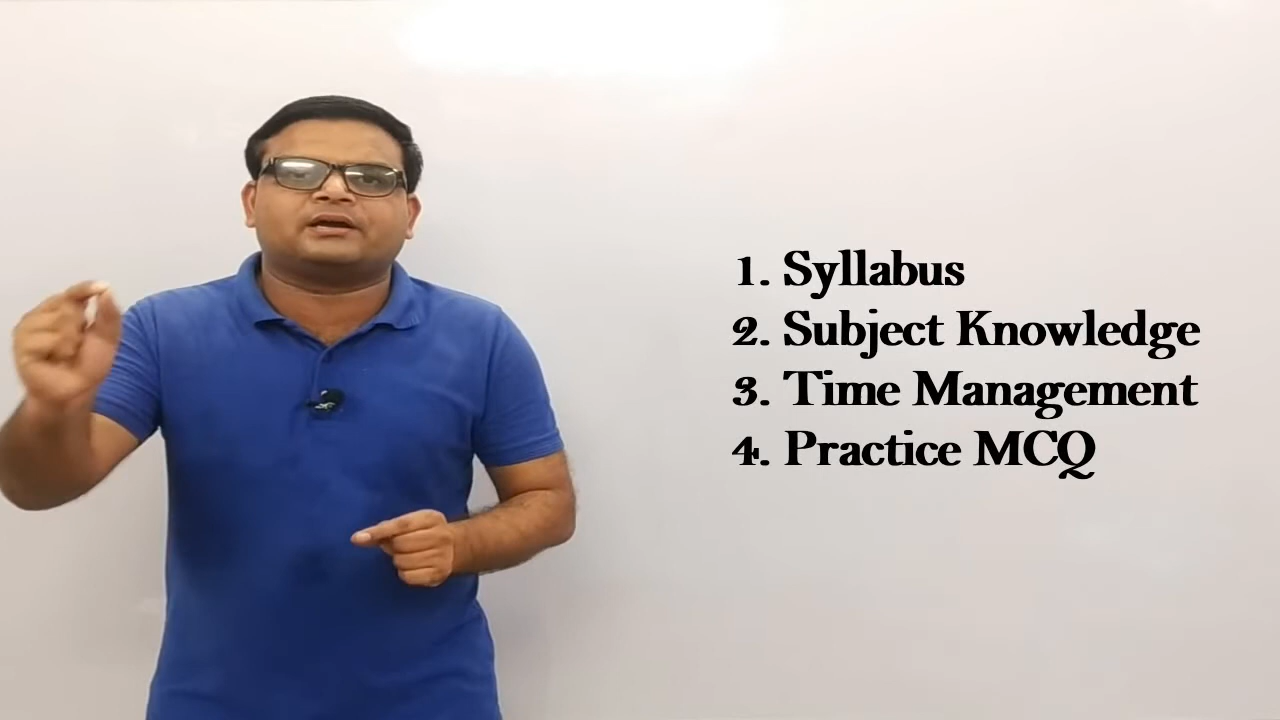 1. Syllabus
2. Subject Knowledge
3. Time Management
4. Practice MCQ